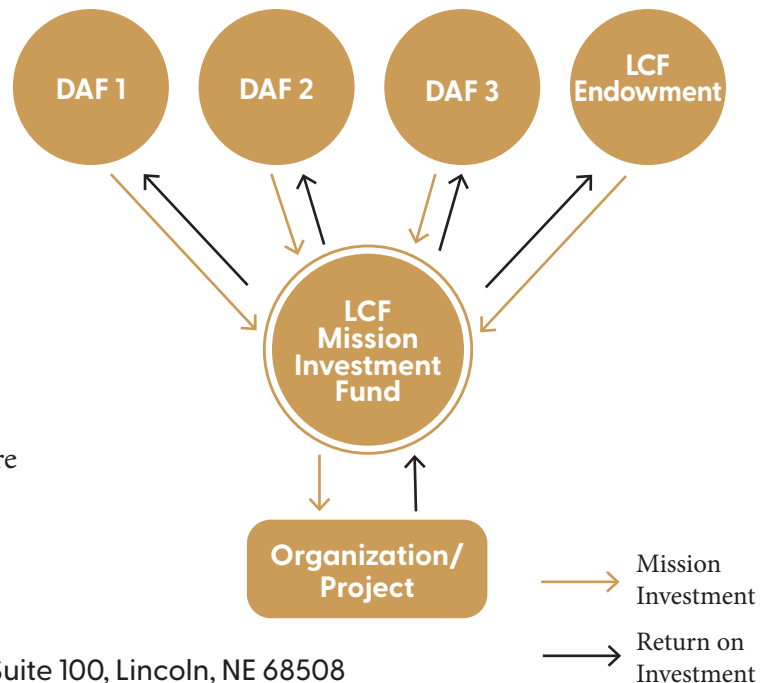 DAF 1
DAF 2
DAF 3
LCF
Endowment
LCF
Mission
Investment
Fund
re
Organization/
Project
Mission
Investment
Return on
Investment
Suite 100, Lincoln, NE 68508